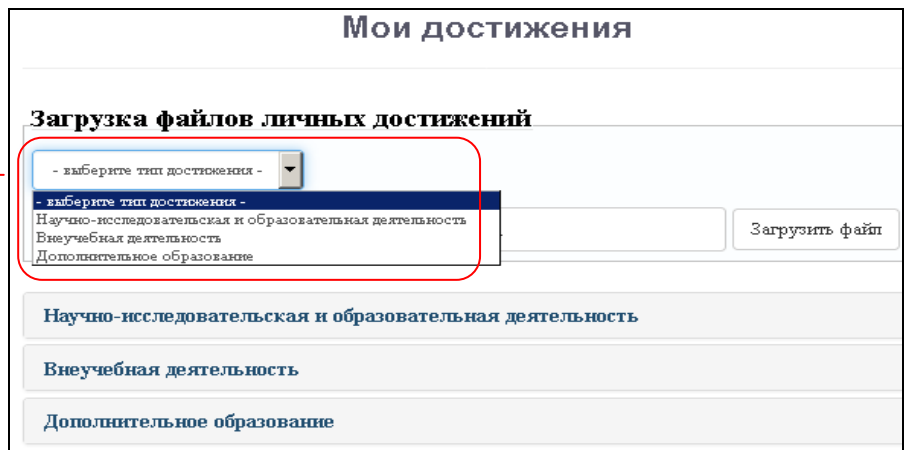 Мои достижения
Загрузка файлов личных достижений
- выберите тип достижения -
- выберите тип достижения -
Научно-исследовательская и образовательная деятельность
Внеучебная деятельность
Дополнительное образование
Загрузить файл
Научно-исследовательская и образовательная деятельность
Внеучебная деятельность
Дополнительное образование